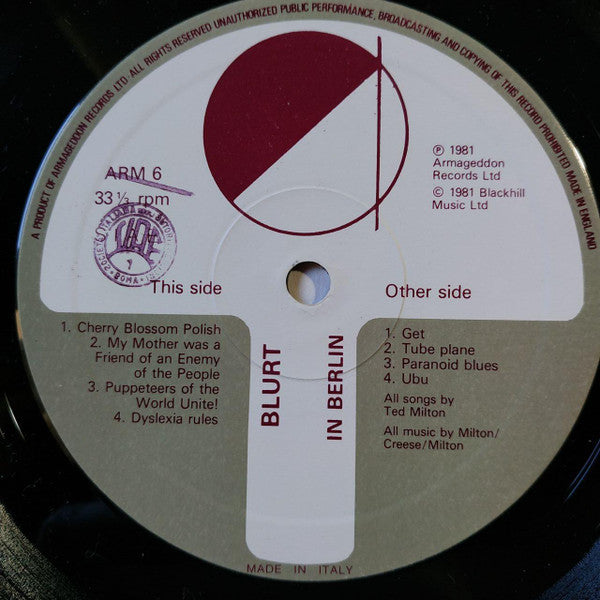 A PRODUCT OF ARMAGEDDON RECORDS LTD ALL RIGHTS RESERVED UNAUTHORIZED PUBLIC PERFORMANCE, BROADCASTING AND COPYING OF THIS RECORD PROHIBITED MADE IN ENGLAND
ARM 6
33 ⅓ rpm
Ⓟ 1981
Armageddon
Records Ltd
© 1981 Blackhill
Music Ltd
ROMA
This side
1. Cherry Blossom Polish
2. My Mother was a
Friend of an Enemy
of the People
3. Puppeteers of the
World Unite!
4. Dyslexia rules
BLURT
IN BERLIN
Other side
1. Get
2. Tube plane
3. Paranoid blues
4. Ubu
All songs by
Ted Milton
All music by Milton/
Creese/Milton
MADE IN ITALY